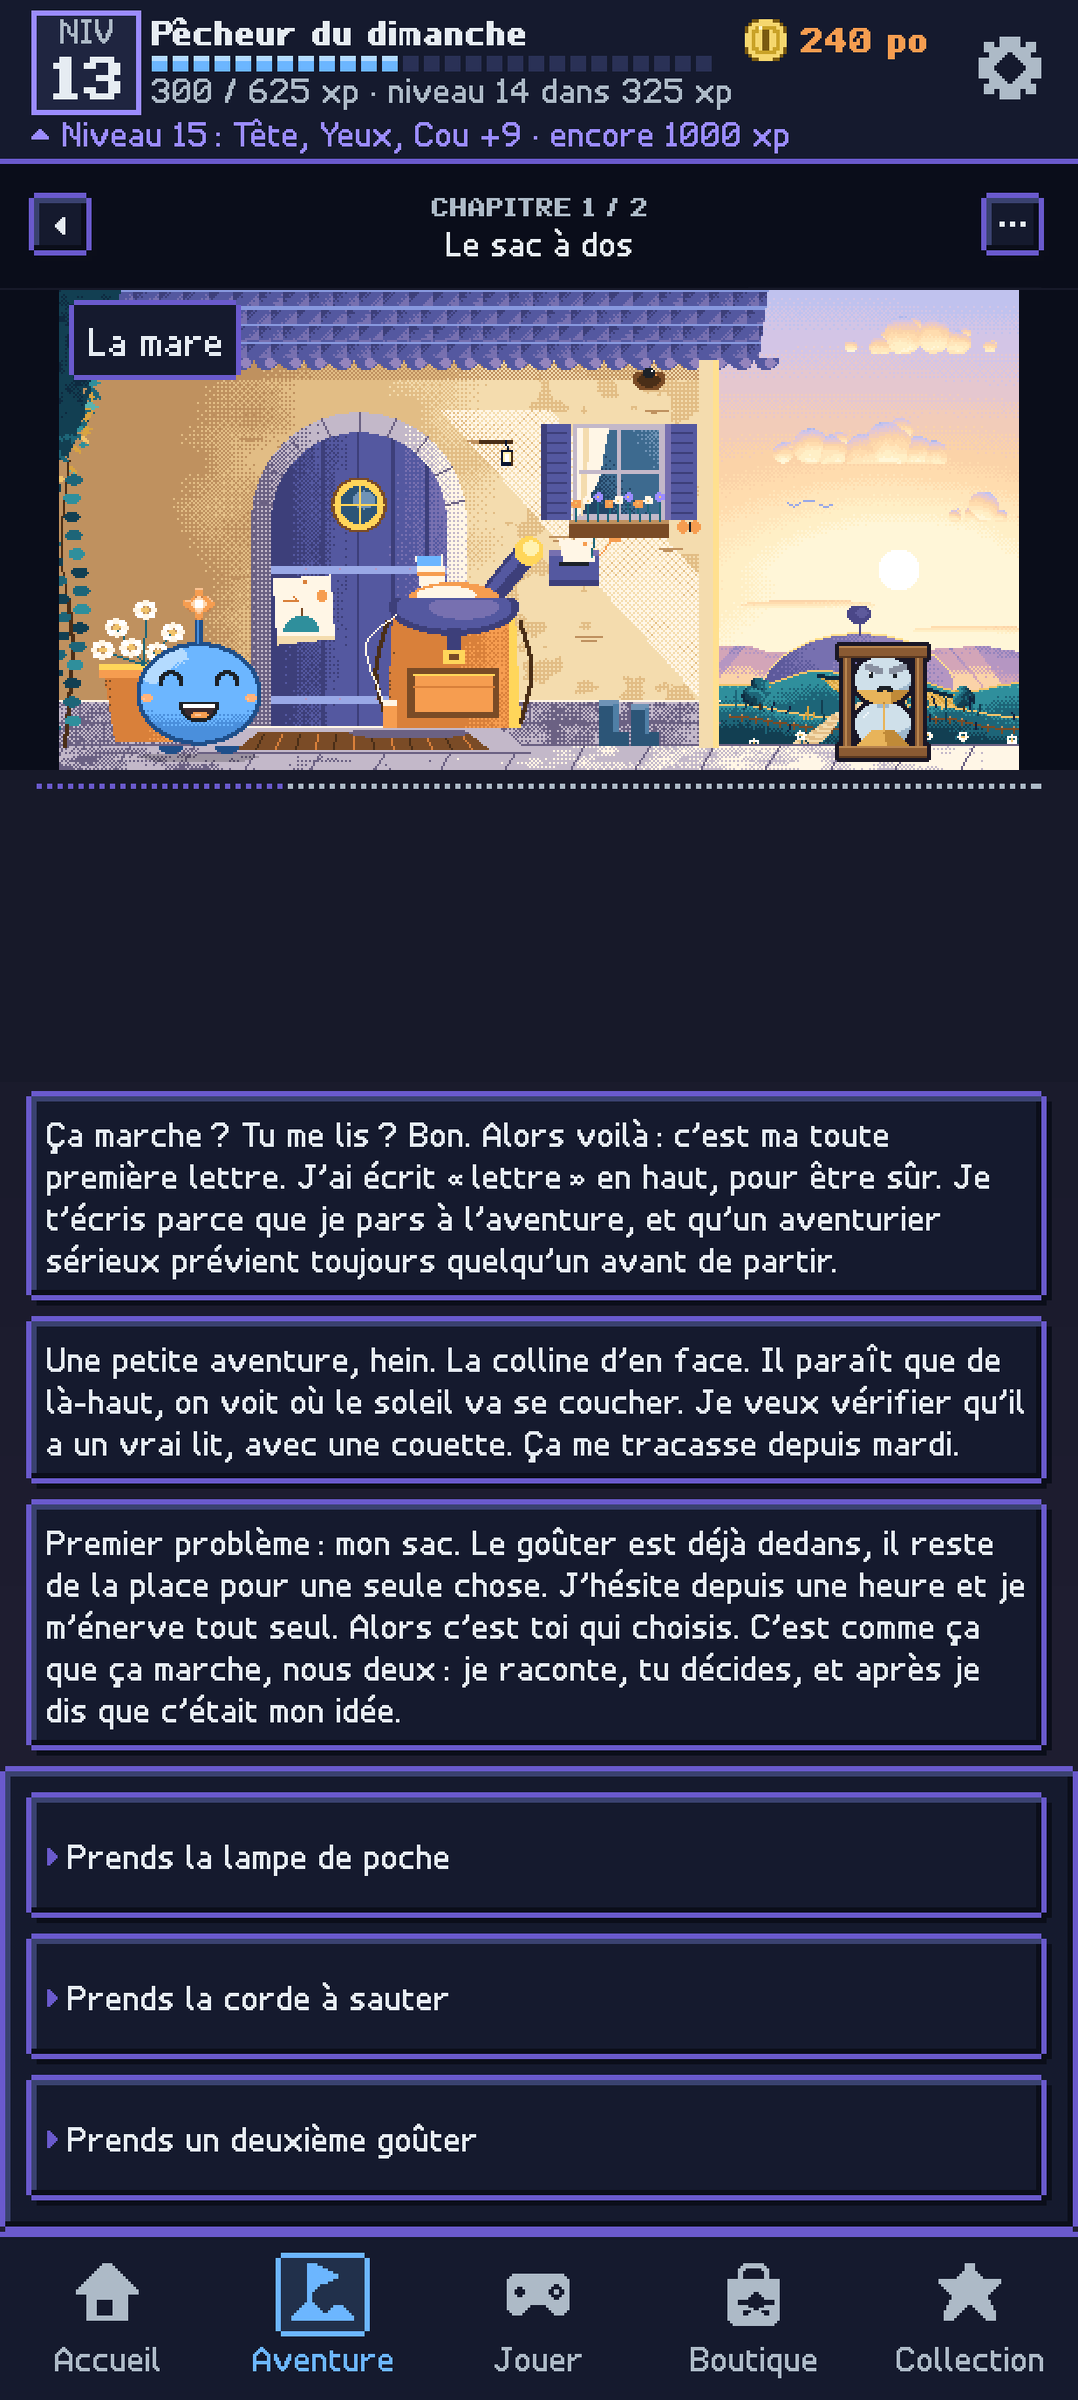 NIV
13
Pêcheur du dimanche
240 po
300 / 625 xp · niveau 14 dans 325 xp
Niveau 15 : Tête, Yeux, Cou +9 · encore 1000 xp
CHAPITRE 1 / 2
Le sac à dos
La mare
Ça marche ? Tu me lis ? Bon. Alors voilà : c’est ma toute
première lettre. J’ai écrit « lettre » en haut, pour être sûr. Je
t’écris parce que je pars à l’aventure, et qu’un aventurier
sérieux prévient toujours quelqu’un avant de partir.
Une petite aventure, hein. La colline d’en face. Il paraît que de
là-haut, on voit où le soleil va se coucher. Je veux vérifier qu’il
a un vrai lit, avec une couette. Ça me tracasse depuis mardi.
Premier problème : mon sac. Le goûter est déjà dedans, il reste
de la place pour une seule chose. J’hésite depuis une heure et je
m’énerve tout seul. Alors c’est toi qui choisis. C’est comme ça
que ça marche, nous deux : je raconte, tu décides, et après je
dis que c’était mon idée.
Prends la lampe de poche
Prends la corde à sauter
Prends un deuxième goûter
Accueil
Aventure
Jouer
Boutique
Collection